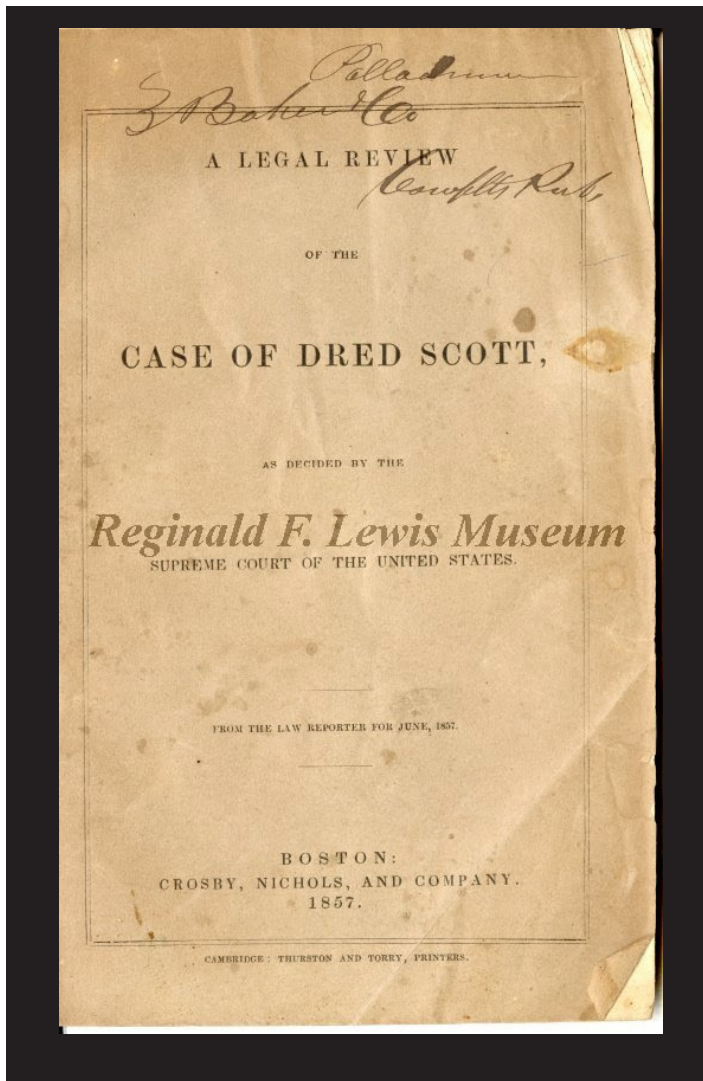 Palladium
Baker & Co
A LEGAL REVIEW
OF THE
CASE OF DRED SCOTT,
AS DECIDED BY THE
Reginald F. Lewis Museum
SUPREME COURT OF THE UNITED STATES.
FROM THE LAW REPORTER FOR JUNE, 1857.
BOSTON:
CROSBY, NICHOLS, AND COMPANY.
1857.
CAMBRIDGE: THURSTON AND TORRY, PRINTERS.